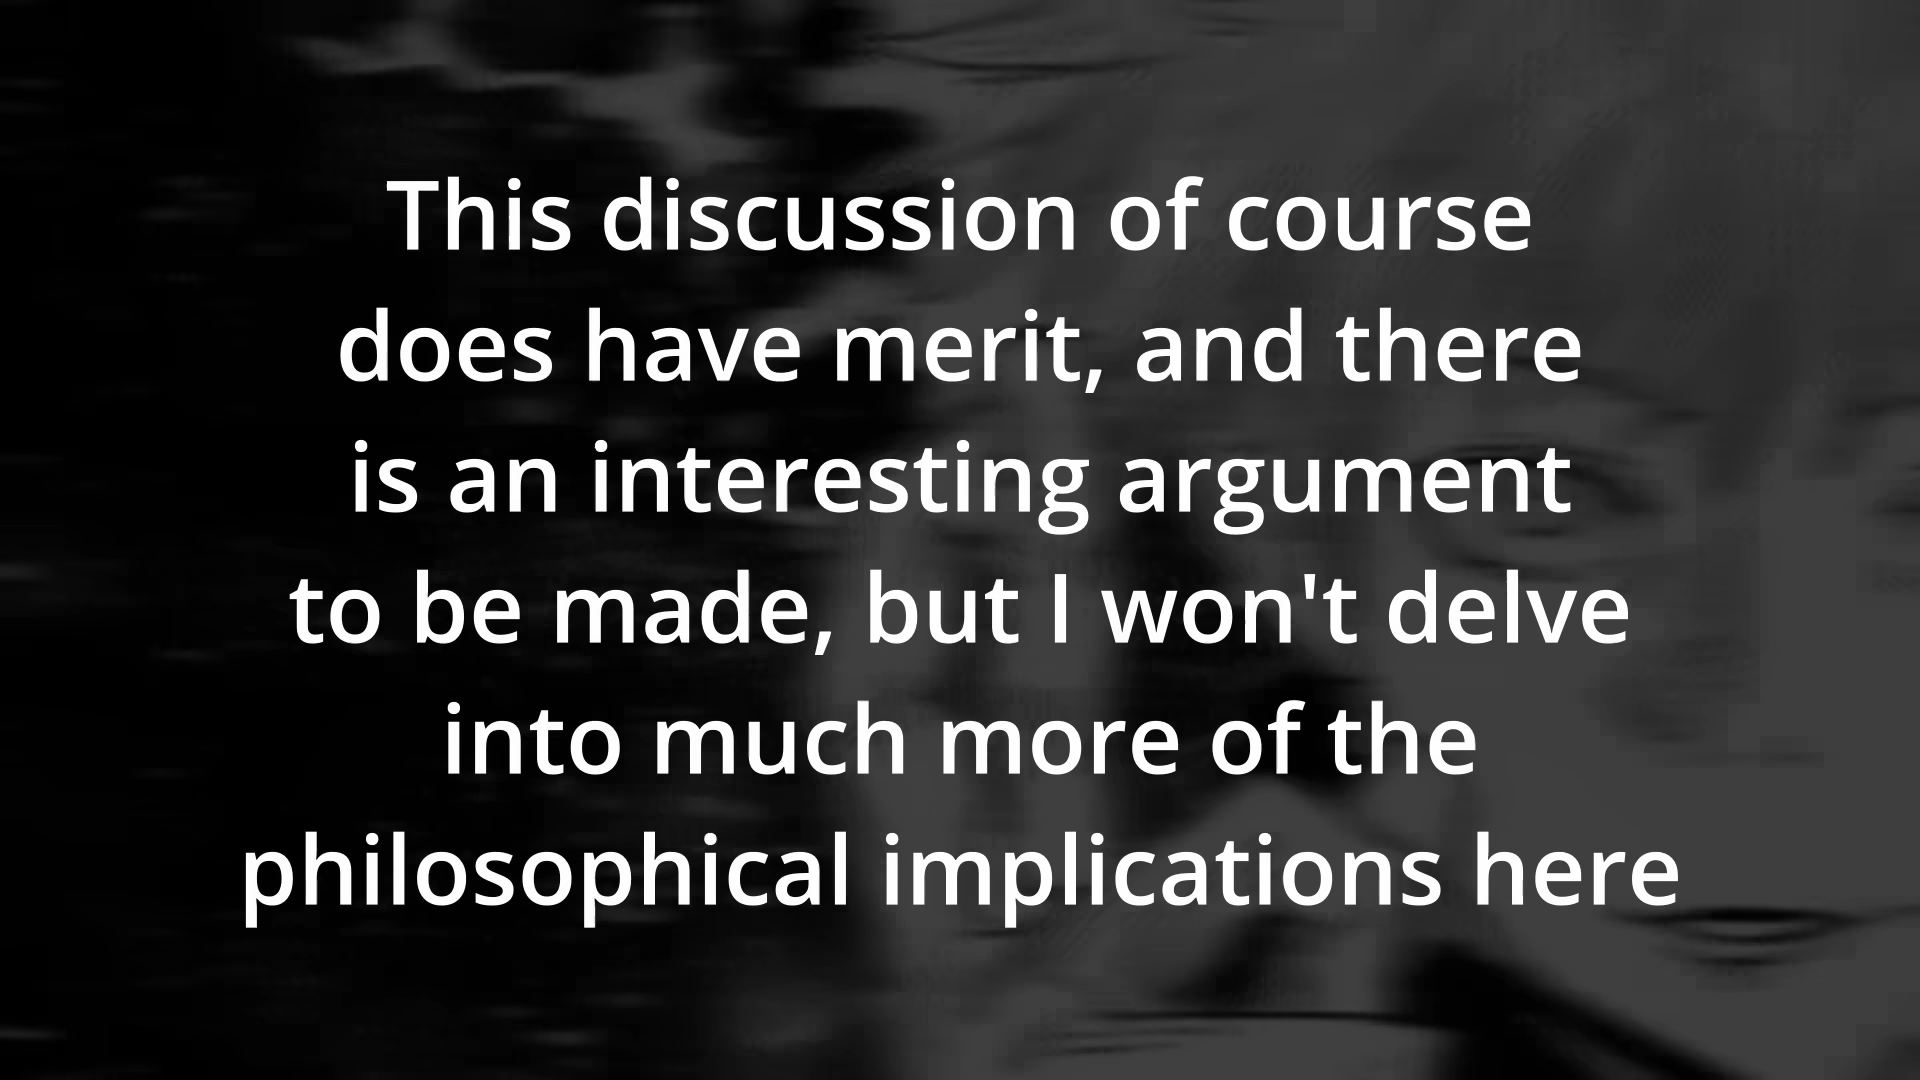 This discussion of course
does have merit, and there
is an interesting argument
to be made, but I won't delve
into much more of the
philosophical implications here